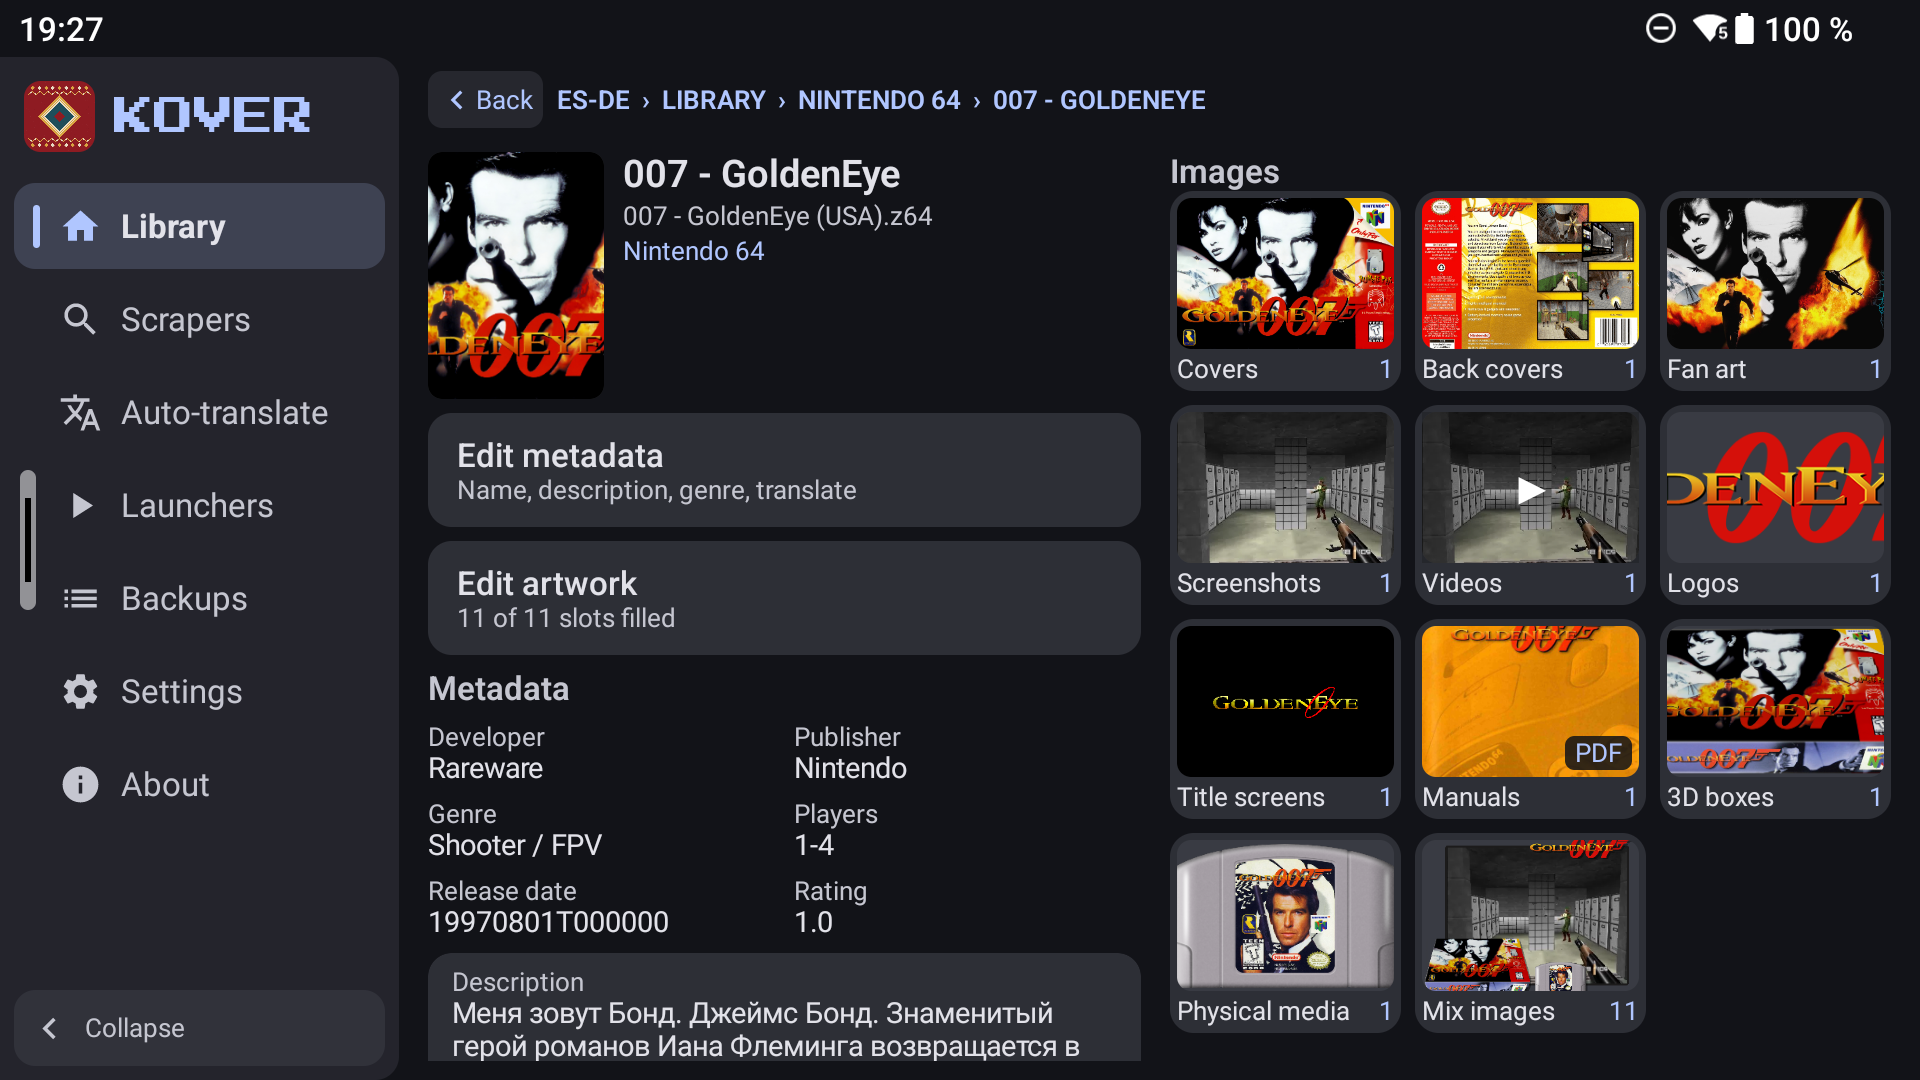 19:27
5 100 %
KOVER
Library
Scrapers
Auto-translate
Launchers
Backups
Settings
About
Collapse
Back
ES-DE › LIBRARY › NINTENDO 64 › 007 - GOLDENEYE
007 - GoldenEye
007 - GoldenEye (USA).z64
Nintendo 64
Edit metadata
Name, description, genre, translate
Edit artwork
11 of 11 slots filled
Metadata
Developer
Rareware
Publisher
Nintendo
Genre
Shooter / FPV
Players
1-4
Release date
19970801T000000
Rating
1.0
Description
Меня зовут Бонд. Джеймс Бонд. Знаменитый
герой романов Иана Флеминга возвращается в
Images
Covers 1
Back covers 1
Fan art 1
Screenshots 1
Videos 1
Logos 1
GOLDENEYE
Title screens 1
PDF
Manuals 1
3D boxes 1
Physical media 1
Mix images 11